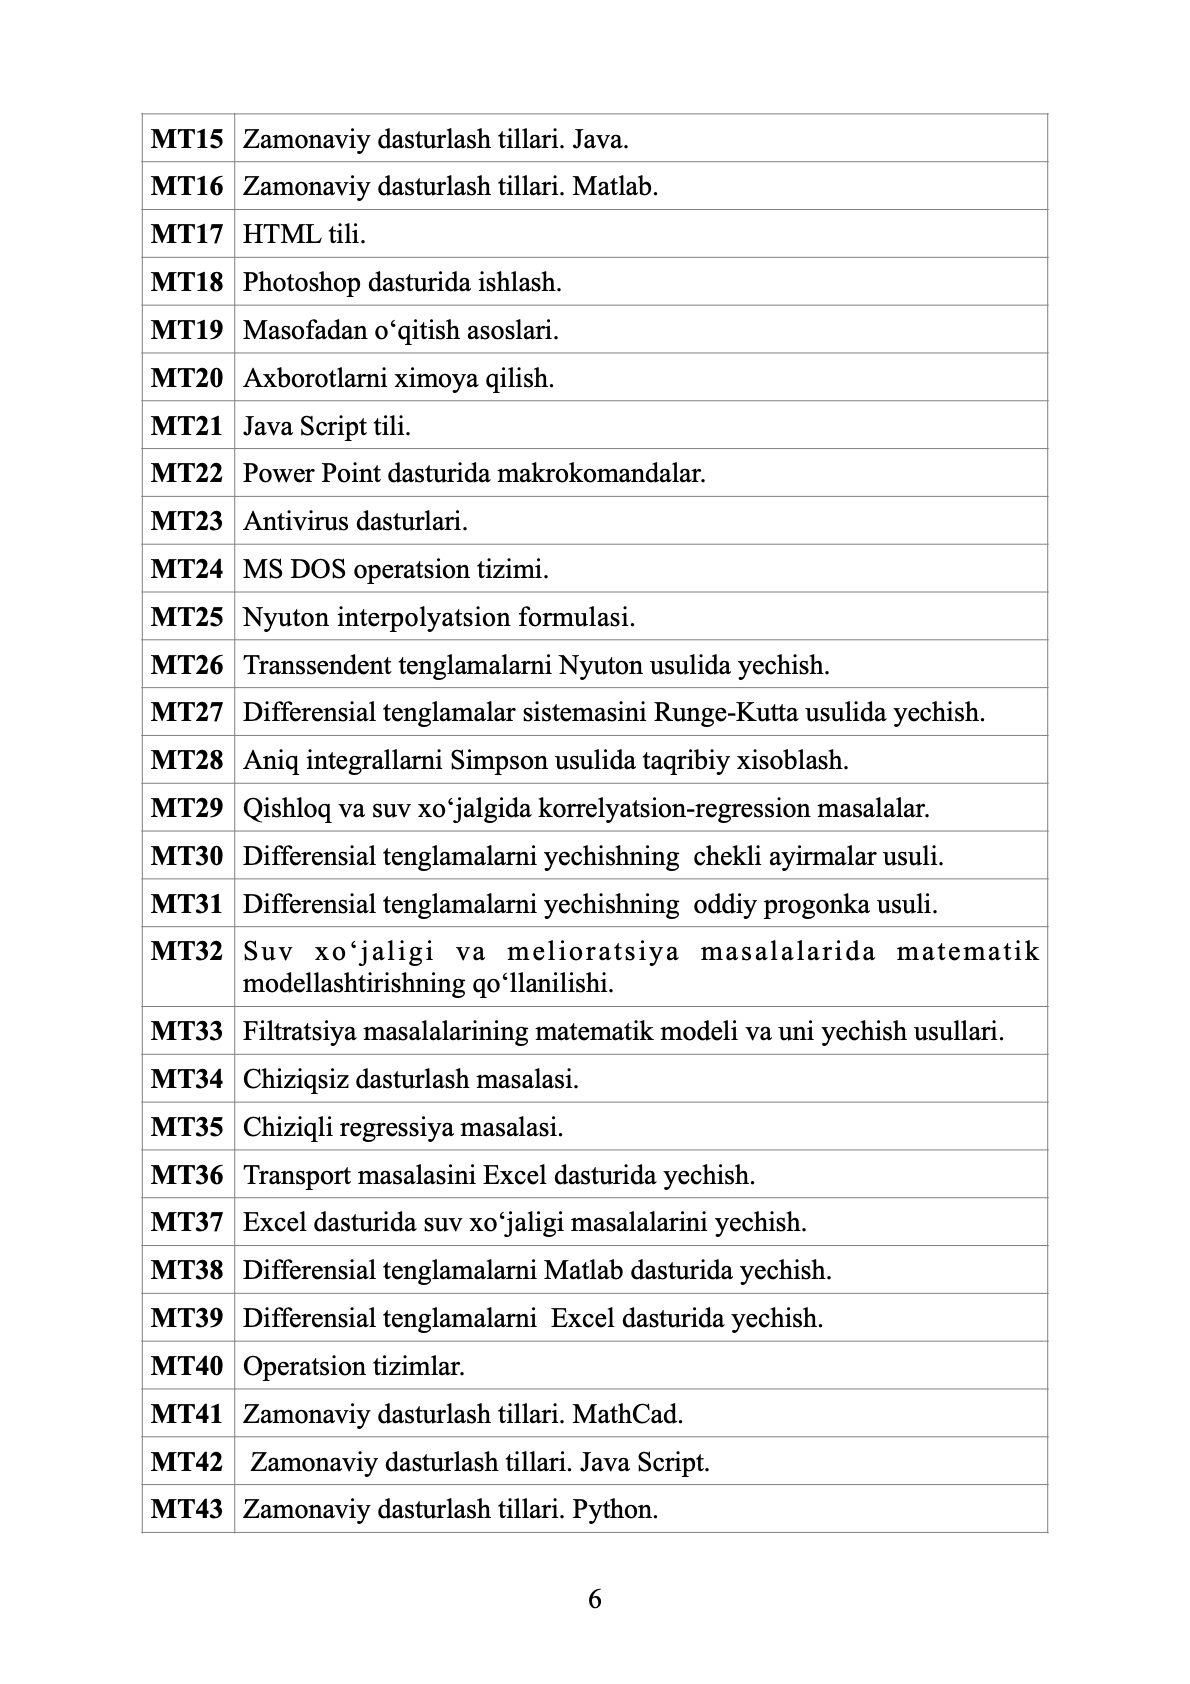 MT15 Zamonaviy dasturlash tillari. Java.
MT16 Zamonaviy dasturlash tillari. Matlab.
MT17 HTML tili.
MT18 Photoshop dasturida ishlash.
MT19 Masofadan o‘qitish asoslari.
MT20 Axborotlarni ximoya qilish.
MT21 Java Script tili.
MT22 Power Point dasturida makrokomandalar.
MT23 Antivirus dasturlari.
MT24 MS DOS operatsion tizimi.
MT25 Nyuton interpolyatsion formulasi.
MT26 Transsendent tenglamalarni Nyuton usulida yechish.
MT27 Differensial tenglamalar sistemasini Runge-Kutta usulida yechish.
MT28 Aniq integrallarni Simpson usulida taqribiy xisoblash.
MT29 Qishloq va suv xo‘jalgida korrelyatsion-regression masalalar.
MT30 Differensial tenglamalarni yechishning  chekli ayirmalar usuli.
MT31 Differensial tenglamalarni yechishning  oddiy progonka usuli.
MT32 Suv xo‘jaligi va melioratsiya masalalarida matematik
modellashtirishning qo‘llanilishi.
MT33 Filtratsiya masalalarining matematik modeli va uni yechish usullari.
MT34 Chiziqsiz dasturlash masalasi.
MT35 Chiziqli regressiya masalasi.
MT36 Transport masalasini Excel dasturida yechish.
MT37 Excel dasturida suv xo‘jaligi masalalarini yechish.
MT38 Differensial tenglamalarni Matlab dasturida yechish.
MT39 Differensial tenglamalarni  Excel dasturida yechish.
MT40 Operatsion tizimlar.
MT41 Zamonaviy dasturlash tillari. MathCad.
MT42 Zamonaviy dasturlash tillari. Java Script.
MT43 Zamonaviy dasturlash tillari. Python.
6